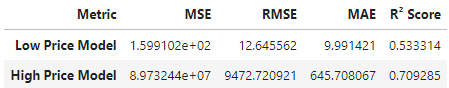 Metric MSE RMSE MAE R² Score
Low Price Model 1.599102e+02 12.645562 9.991421 0.533314
High Price Model 8.973244e+07 9472.720921 645.708067 0.709285